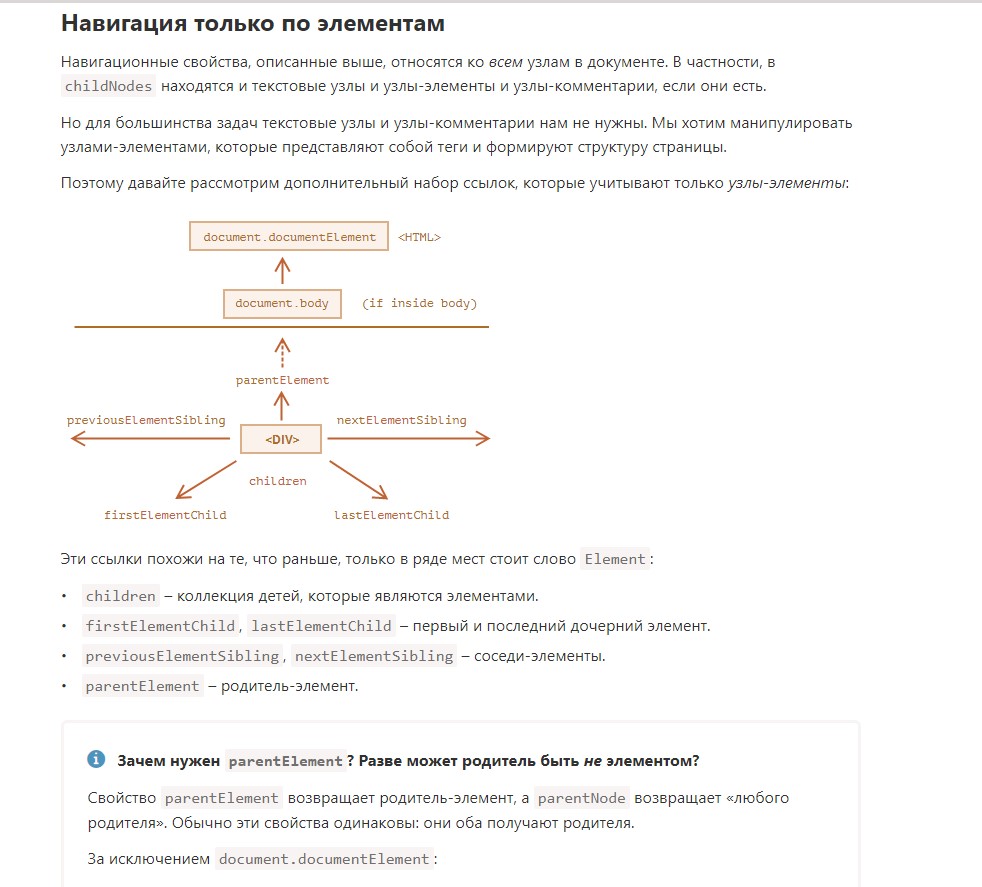 Навигация только по элементам
Навигационные свойства, описанные выше, относятся ко всем узлам в документе. В частности, в
childNodes находятся и текстовые узлы и узлы-элементы и узлы-комментарии, если они есть.
Но для большинства задач текстовые узлы и узлы-комментарии нам не нужны. Мы хотим манипулировать
узлами-элементами, которые представляют собой теги и формируют структуру страницы.
Поэтому давайте рассмотрим дополнительный набор ссылок, которые учитывают только узлы-элементы:
document.documentElement <HTML>
document.body (if inside body)
parentElement
previousElementSibling nextElementSibling
<DIV>
children
firstElementChild lastElementChild
Эти ссылки похожи на те, что раньше, только в ряде мест стоит слово Element:
• children – коллекция детей, которые являются элементами.
• firstElementChild, lastElementChild – первый и последний дочерний элемент.
• previousElementSibling, nextElementSibling – соседи-элементы.
• parentElement – родитель-элемент.
Зачем нужен parentElement? Разве может родитель быть не элементом?
Свойство parentElement возвращает родитель-элемент, а parentNode возвращает «любого
родителя». Обычно эти свойства одинаковы: они оба получают родителя.
За исключением document.documentElement: